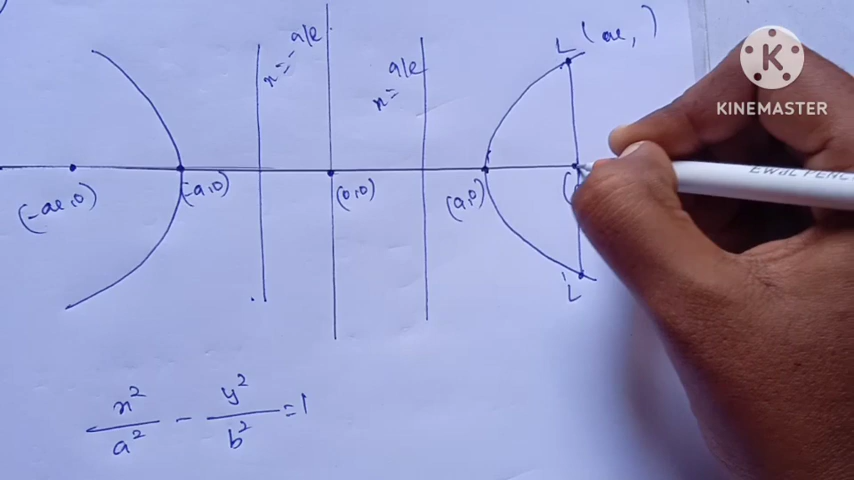 x = -a/e
x = a/e
L (ae, )
(-ae,0)
(-a,0)
(0,0)
(a,0)
(
L'
x²/a² - y²/b² = 1
K
KINEMASTER